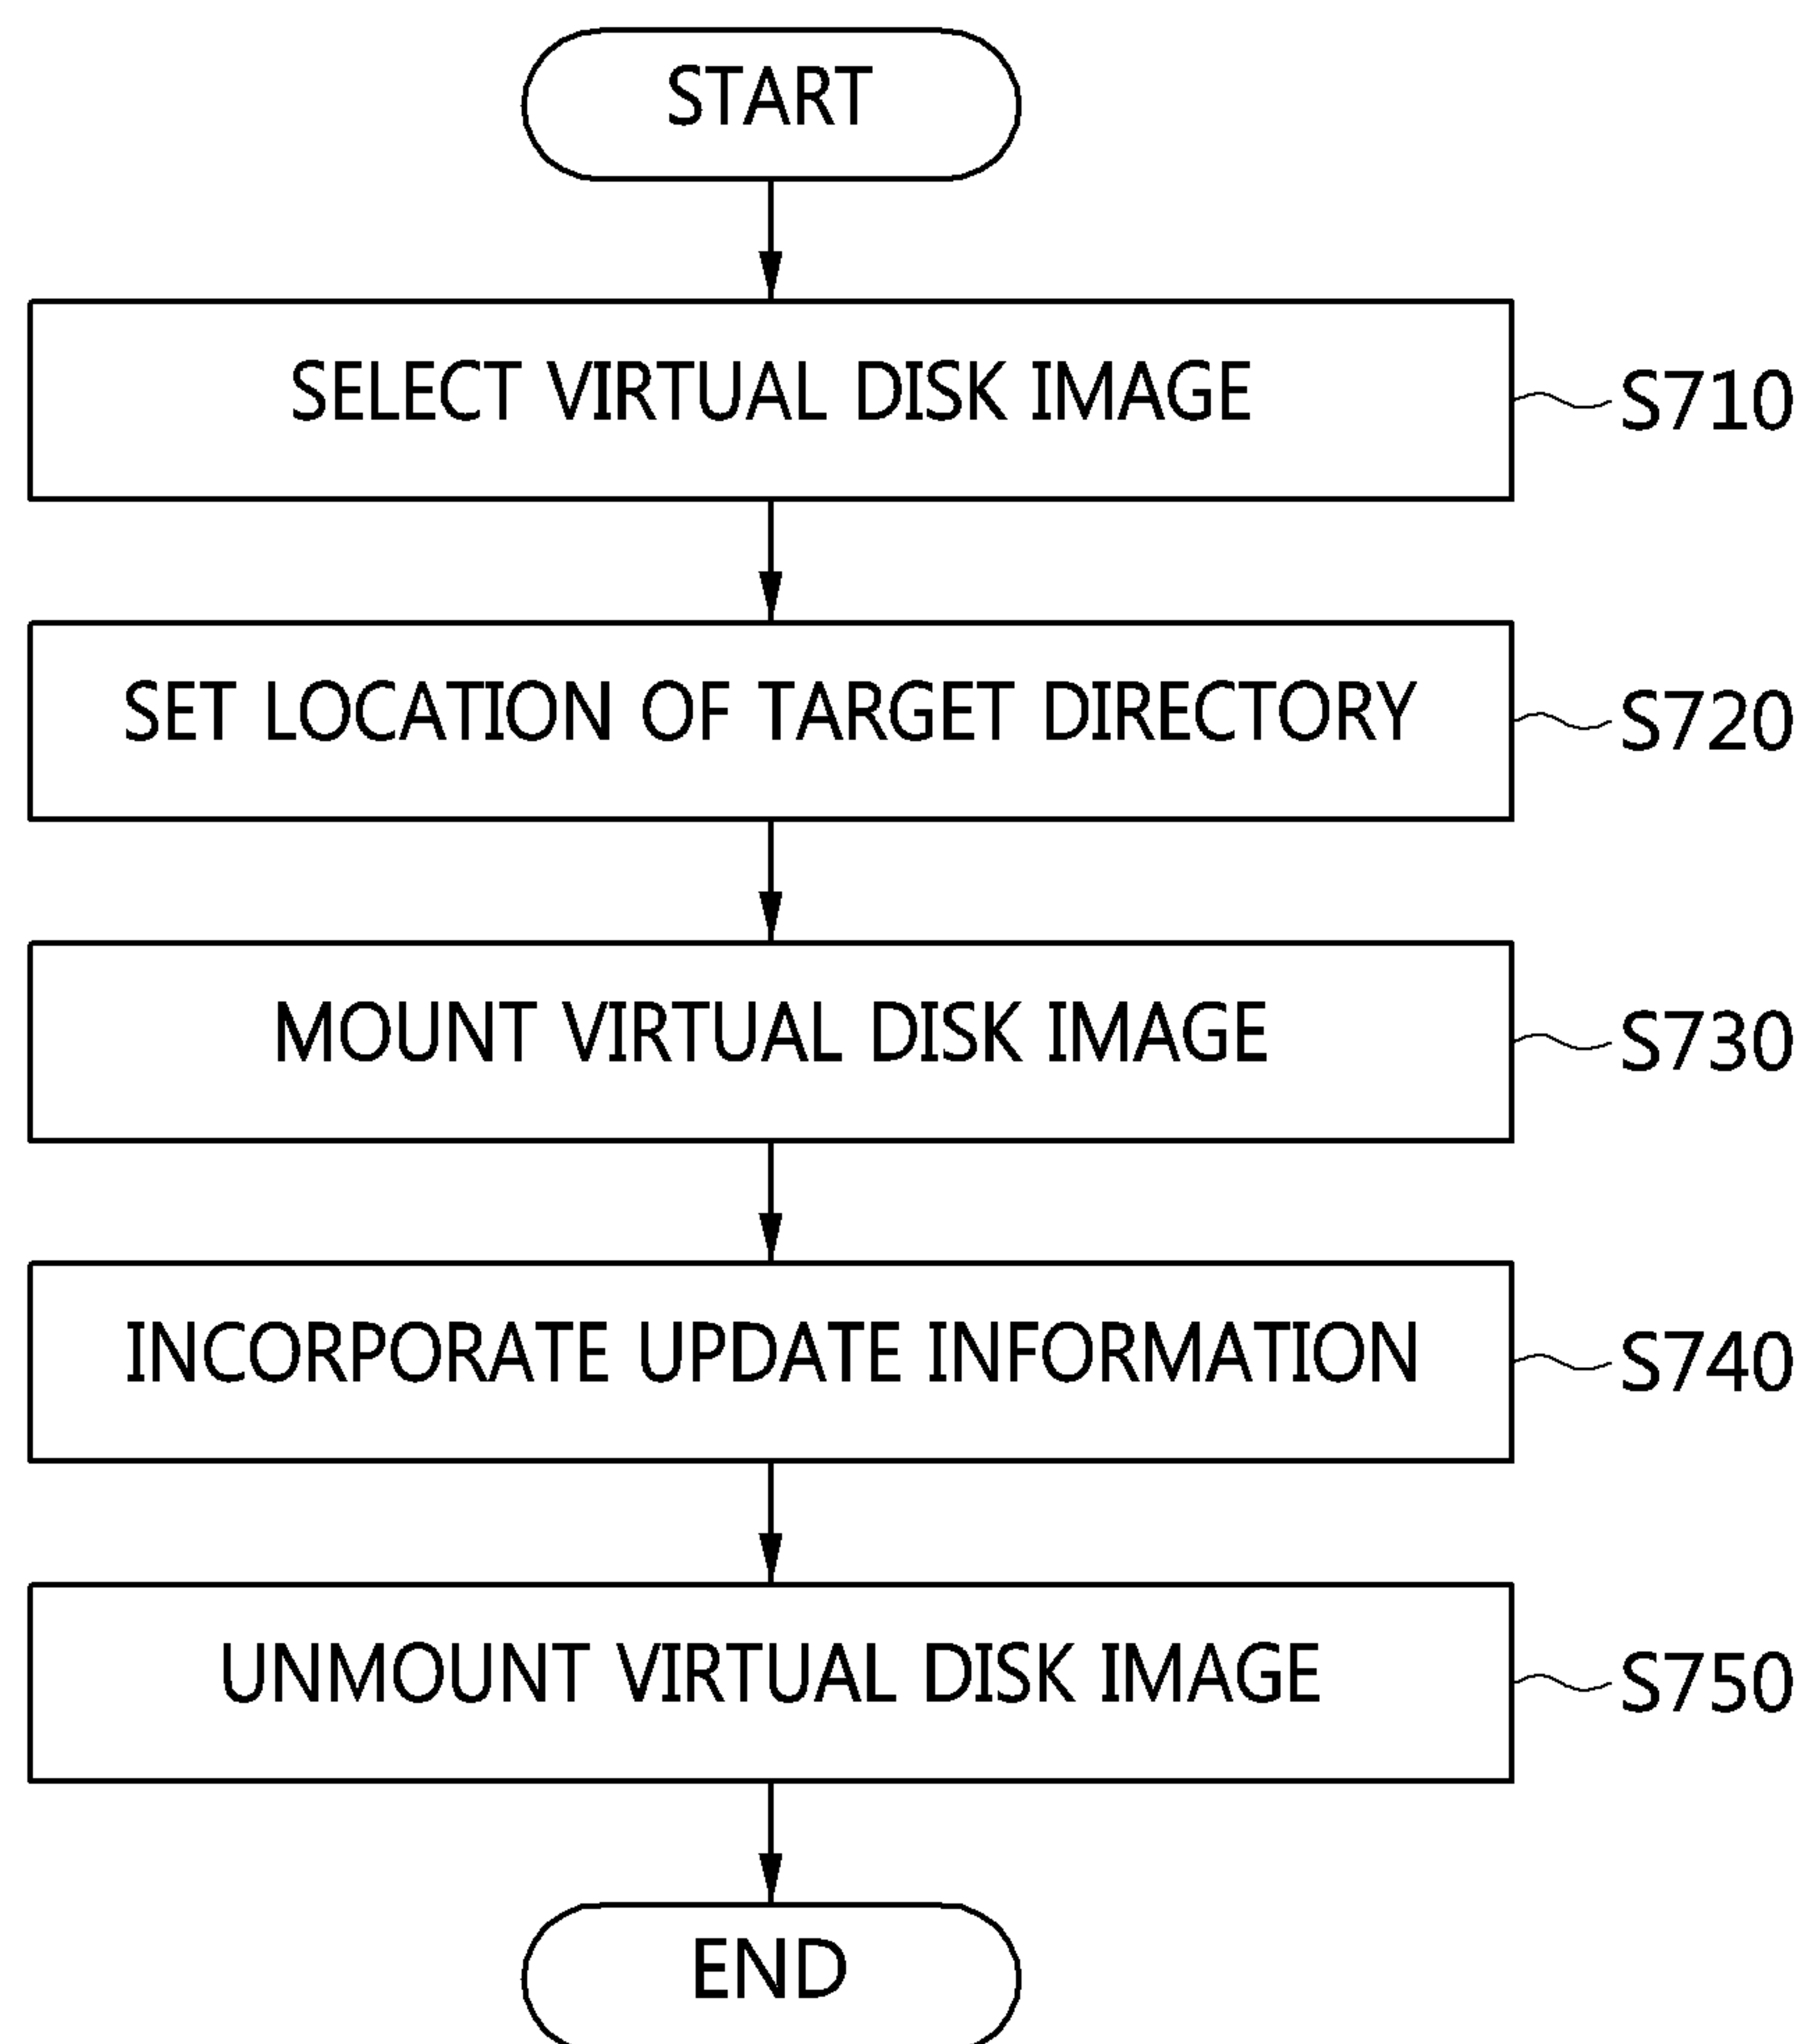 START
SELECT VIRTUAL DISK IMAGE
S710
SET LOCATION OF TARGET DIRECTORY
S720
MOUNT VIRTUAL DISK IMAGE
S730
INCORPORATE UPDATE INFORMATION
S740
UNMOUNT VIRTUAL DISK IMAGE
S750
END